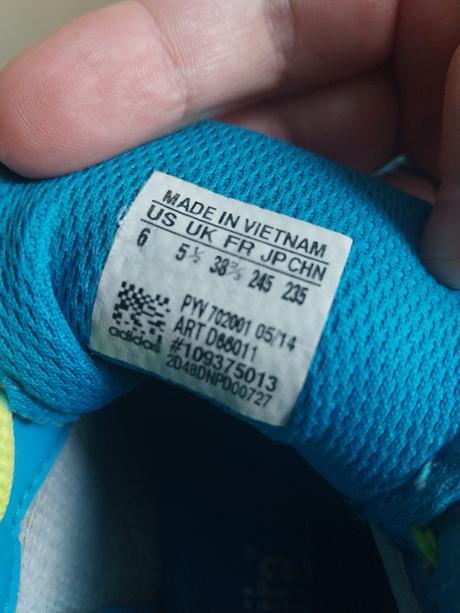 MADE IN VIETNAM
US UK FR JP CHN
6 5½ 38⅔ 245 235
PYV 702001 05/14
ART D66011
#109375013
adidas
2D48DNPD00727